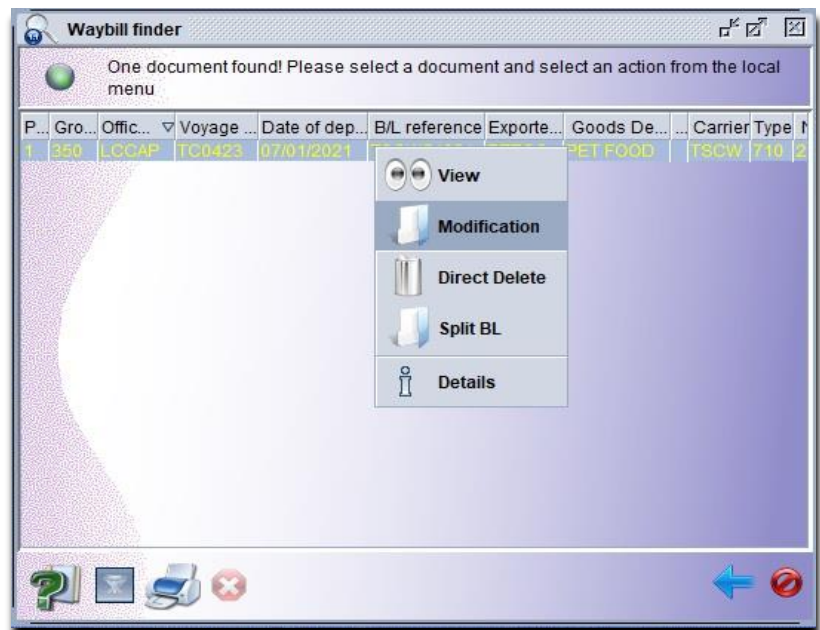 Waybill finder
One document found! Please select a document and select an action from the local
menu
P... Gro... Offic... Voyage ... Date of dep... B/L reference Exporte... Goods De... ... Carrier Type
1 350 LCCAP TC0423 07/01/2021 PET FOOD TSCW 710 2
View
Modification
Direct Delete
Split BL
Details